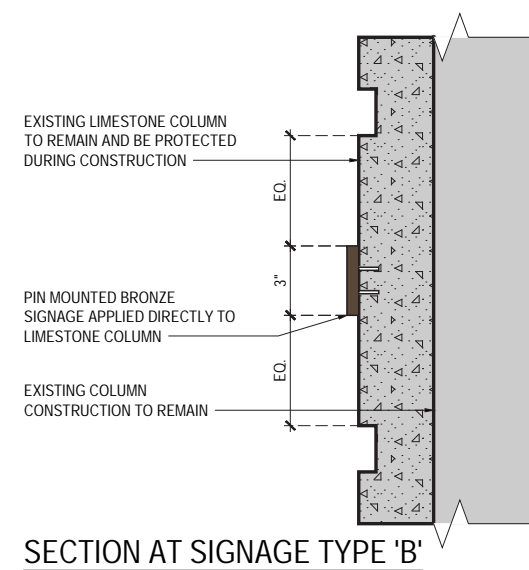 EXISTING LIMESTONE COLUMN
TO REMAIN AND BE PROTECTED
DURING CONSTRUCTION
EQ.
3"
PIN MOUNTED BRONZE
SIGNAGE APPLIED DIRECTLY TO
LIMESTONE COLUMN
EQ.
EXISTING COLUMN
CONSTRUCTION TO REMAIN
SECTION AT SIGNAGE TYPE 'B'